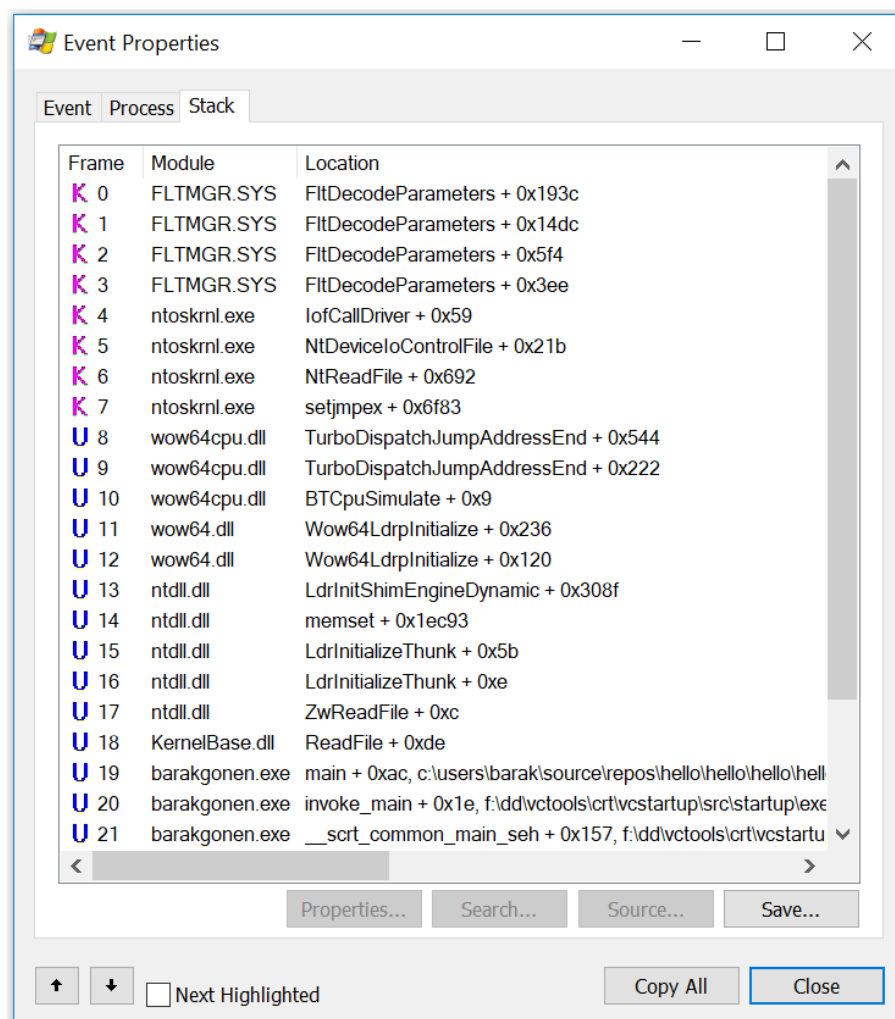 Event Properties
Event Process Stack
Frame Module Location
K 0 FLTMGR.SYS FltDecodeParameters + 0x193c
K 1 FLTMGR.SYS FltDecodeParameters + 0x14dc
K 2 FLTMGR.SYS FltDecodeParameters + 0x5f4
K 3 FLTMGR.SYS FltDecodeParameters + 0x3ee
K 4 ntoskrnl.exe IofCallDriver + 0x59
K 5 ntoskrnl.exe NtDeviceIoControlFile + 0x21b
K 6 ntoskrnl.exe NtReadFile + 0x692
K 7 ntoskrnl.exe setjmpex + 0x6f83
U 8 wow64cpu.dll TurboDispatchJumpAddressEnd + 0x544
U 9 wow64cpu.dll TurboDispatchJumpAddressEnd + 0x222
U 10 wow64cpu.dll BTCpuSimulate + 0x9
U 11 wow64.dll Wow64LdrpInitialize + 0x236
U 12 wow64.dll Wow64LdrpInitialize + 0x120
U 13 ntdll.dll LdrInitShimEngineDynamic + 0x308f
U 14 ntdll.dll memset + 0x1ec93
U 15 ntdll.dll LdrInitializeThunk + 0x5b
U 16 ntdll.dll LdrInitializeThunk + 0xe
U 17 ntdll.dll ZwReadFile + 0xc
U 18 KernelBase.dll ReadFile + 0xde
U 19 barakgonen.exe main + 0xac, c:\users\barak\source\repos\hello\hello\hello\hell
U 20 barakgonen.exe invoke_main + 0x1e, f:\dd\vctools\crt\vcstartup\src\startup\exe
U 21 barakgonen.exe __scrt_common_main_seh + 0x157, f:\dd\vctools\crt\vcstartu
Properties... Search... Source... Save...
Next Highlighted Copy All Close